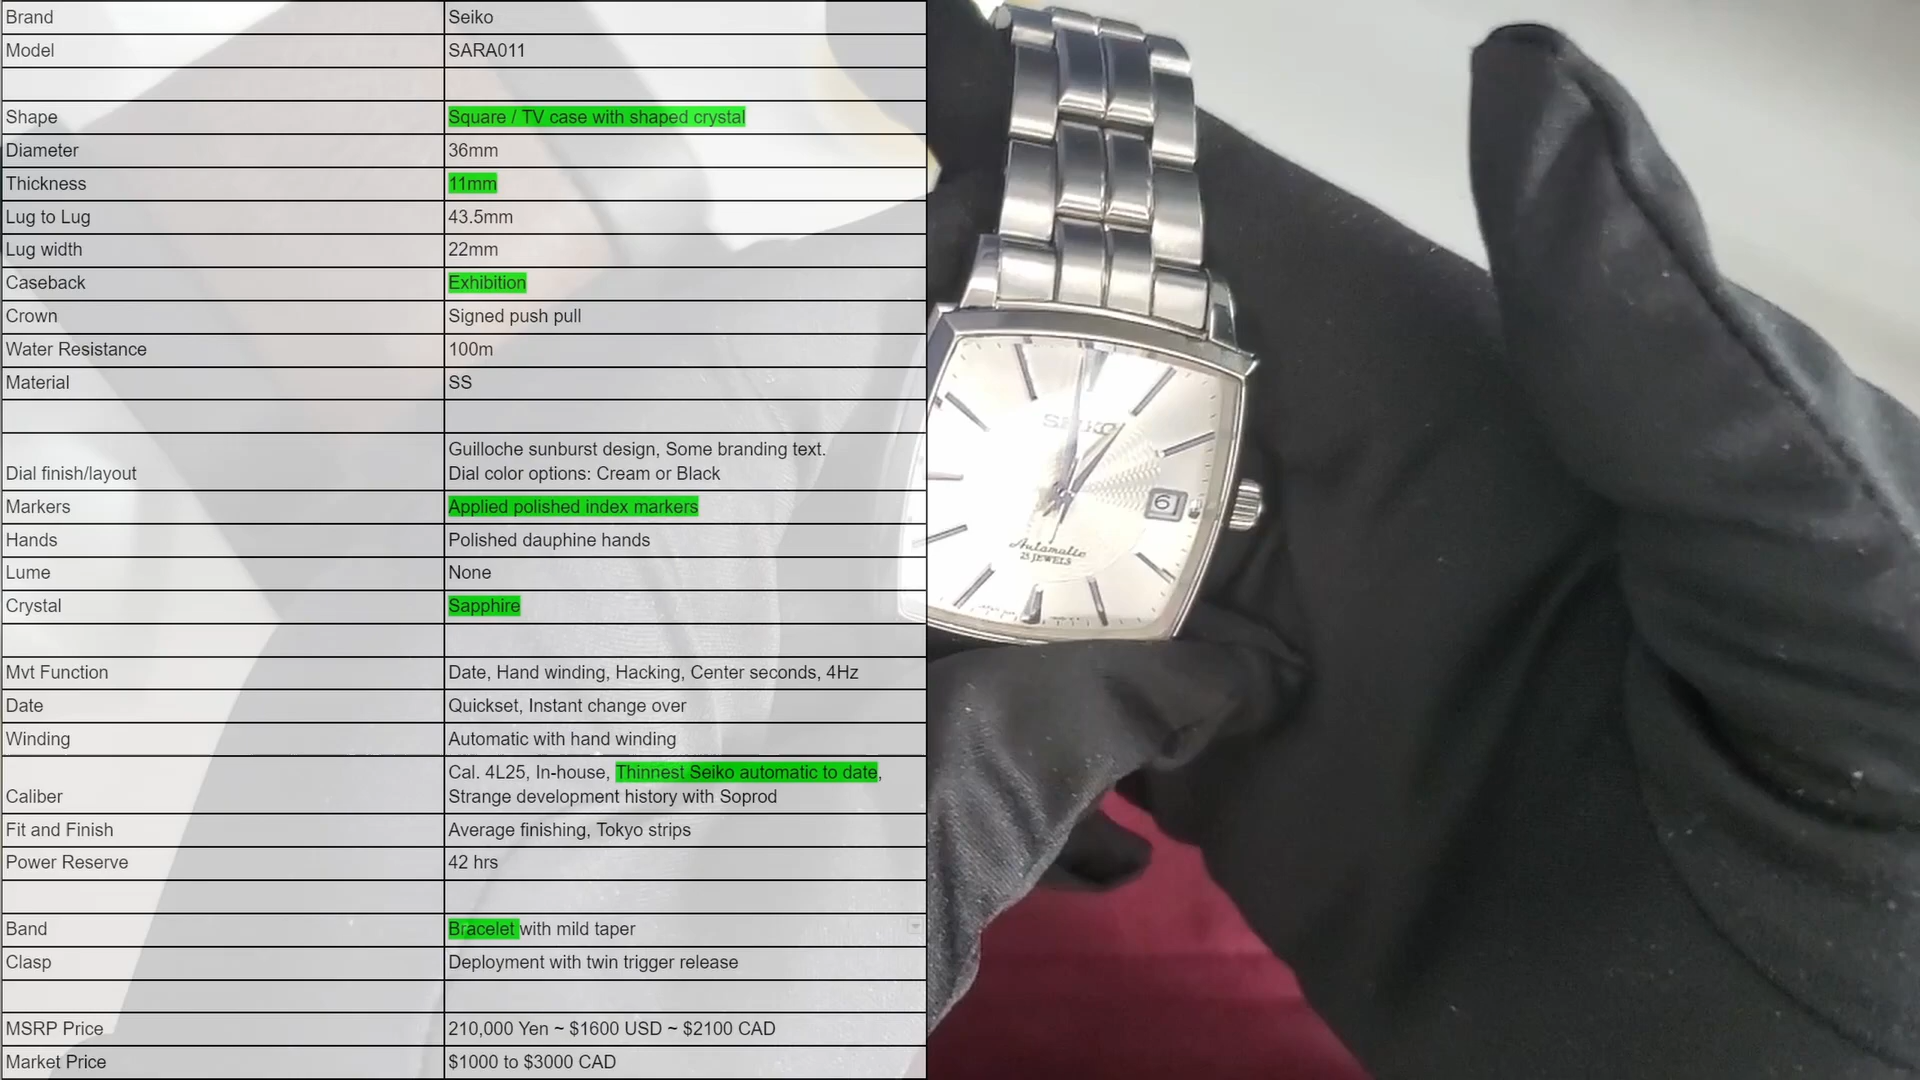 Brand Seiko
Model SARA011
Shape Square / TV case with shaped crystal
Diameter 36mm
Thickness 11mm
Lug to Lug 43.5mm
Lug width 22mm
Caseback Exhibition
Crown Signed push pull
Water Resistance 100m
Material SS
Guilloche sunburst design, Some branding text.
Dial finish/layout Dial color options: Cream or Black
Markers Applied polished index markers
Hands Polished dauphine hands
Lume None
Crystal Sapphire
Mvt Function Date, Hand winding, Hacking, Center seconds, 4Hz
Date Quickset, Instant change over
Winding Automatic with hand winding
Cal. 4L25, In-house, Thinnest Seiko automatic to date,
Caliber Strange development history with Soprod
Fit and Finish Average finishing, Tokyo strips
Power Reserve 42 hrs
Band Bracelet with mild taper
Clasp Deployment with twin trigger release
MSRP Price 210,000 Yen ~ $1600 USD ~ $2100 CAD
Market Price $1000 to $3000 CAD
SEIKO
6
Automatic
25 JEWELS